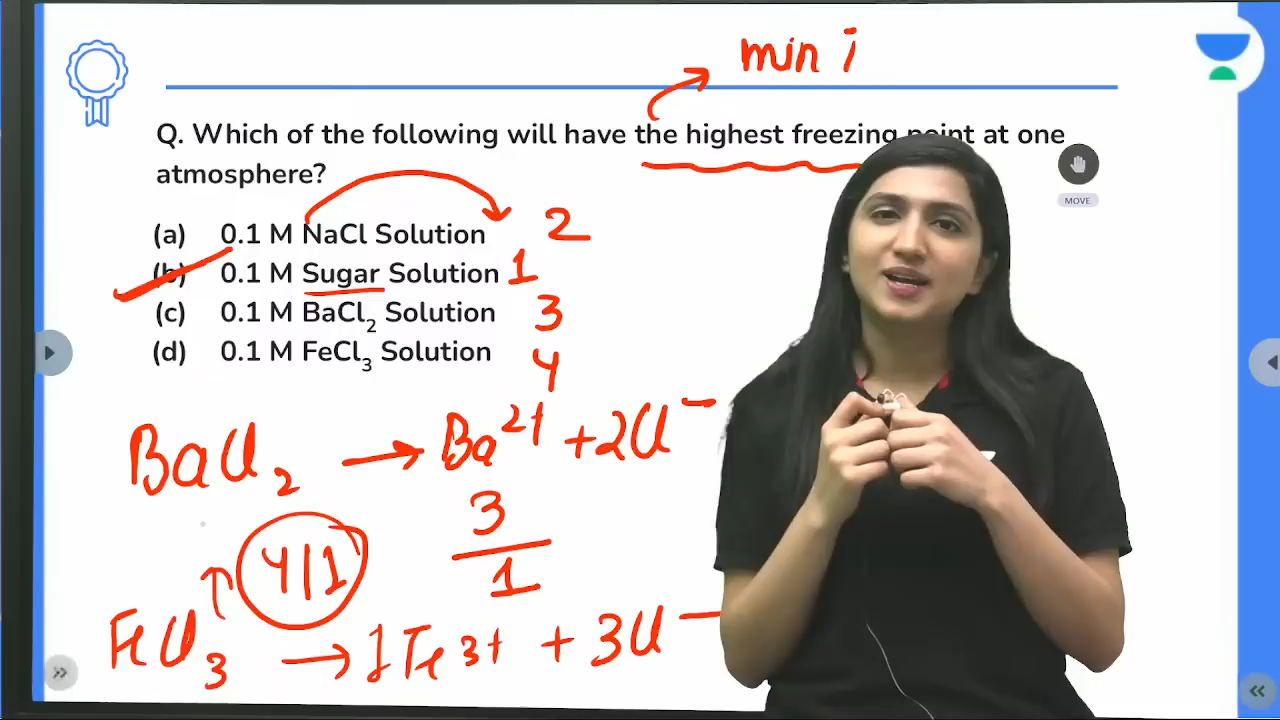 min i
Q. Which of the following will have the highest freezing point at one
atmosphere?
(a) 0.1 M NaCl Solution 2
(b) 0.1 M Sugar Solution 1
(c) 0.1 M BaCl₂ Solution 3
(d) 0.1 M FeCl₃ Solution 4
BaCl₂ → Ba²⁺ + 2Cl⁻
3/1
4/1
FeCl₃ → 1Fe³⁺ + 3Cl⁻
MOVE